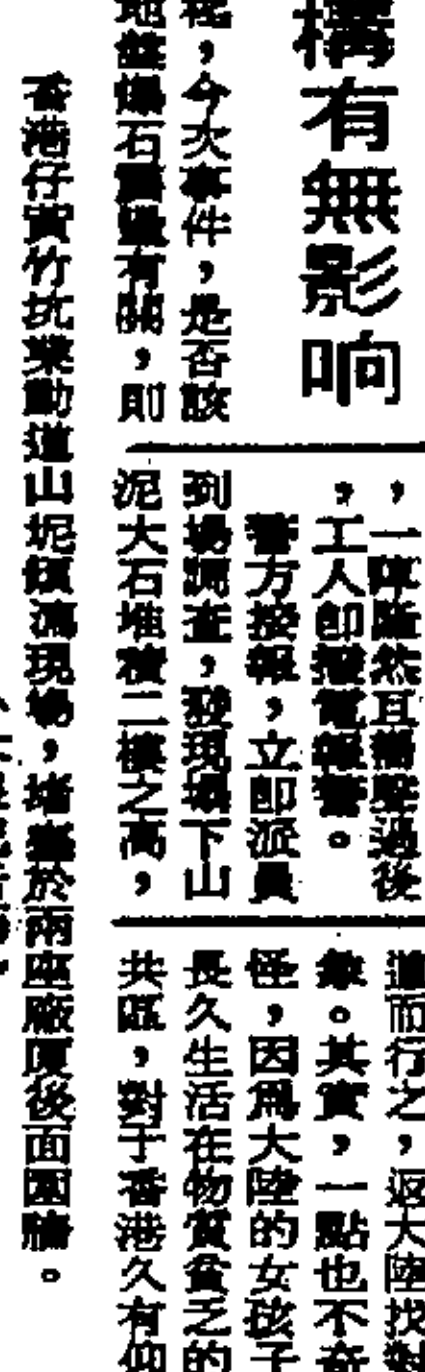 構有無影响
程，今次事件，是否該
地盤爆石震盪有關，則
，一陣隆然巨響聲過後
，工人卽撥電報警。
警方接報，立卽派員
到場調查，發現塌下山
泥大石堆積二樓之高，
道而行之，返大陸找對
象。其實，一點也不奇
怪，因爲大陸的女孩子
長久生活在物質貧乏的
共區，對于香港久有仰
香港仔黃竹坑業勤道山坭傾瀉現塲，堵塞於兩座廠厦後面圍牆。